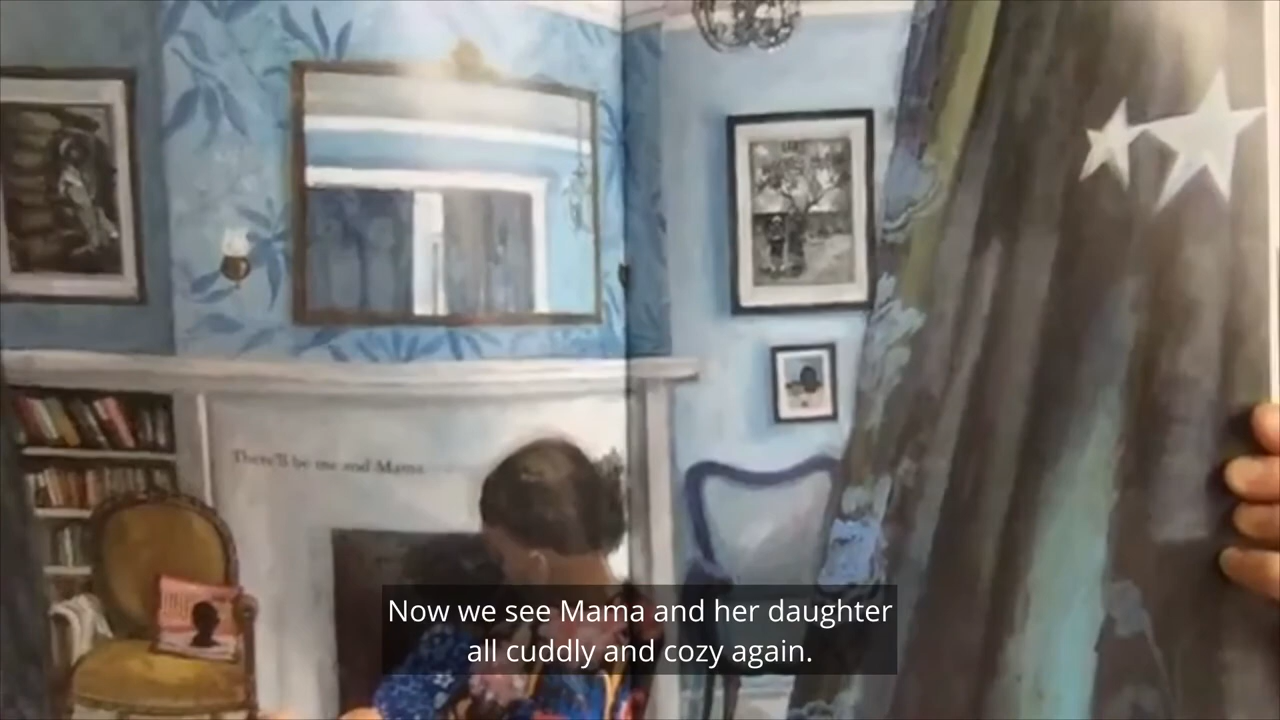 There'll be me and Mama
Now we see Mama and her daughter
all cuddly and cozy again.